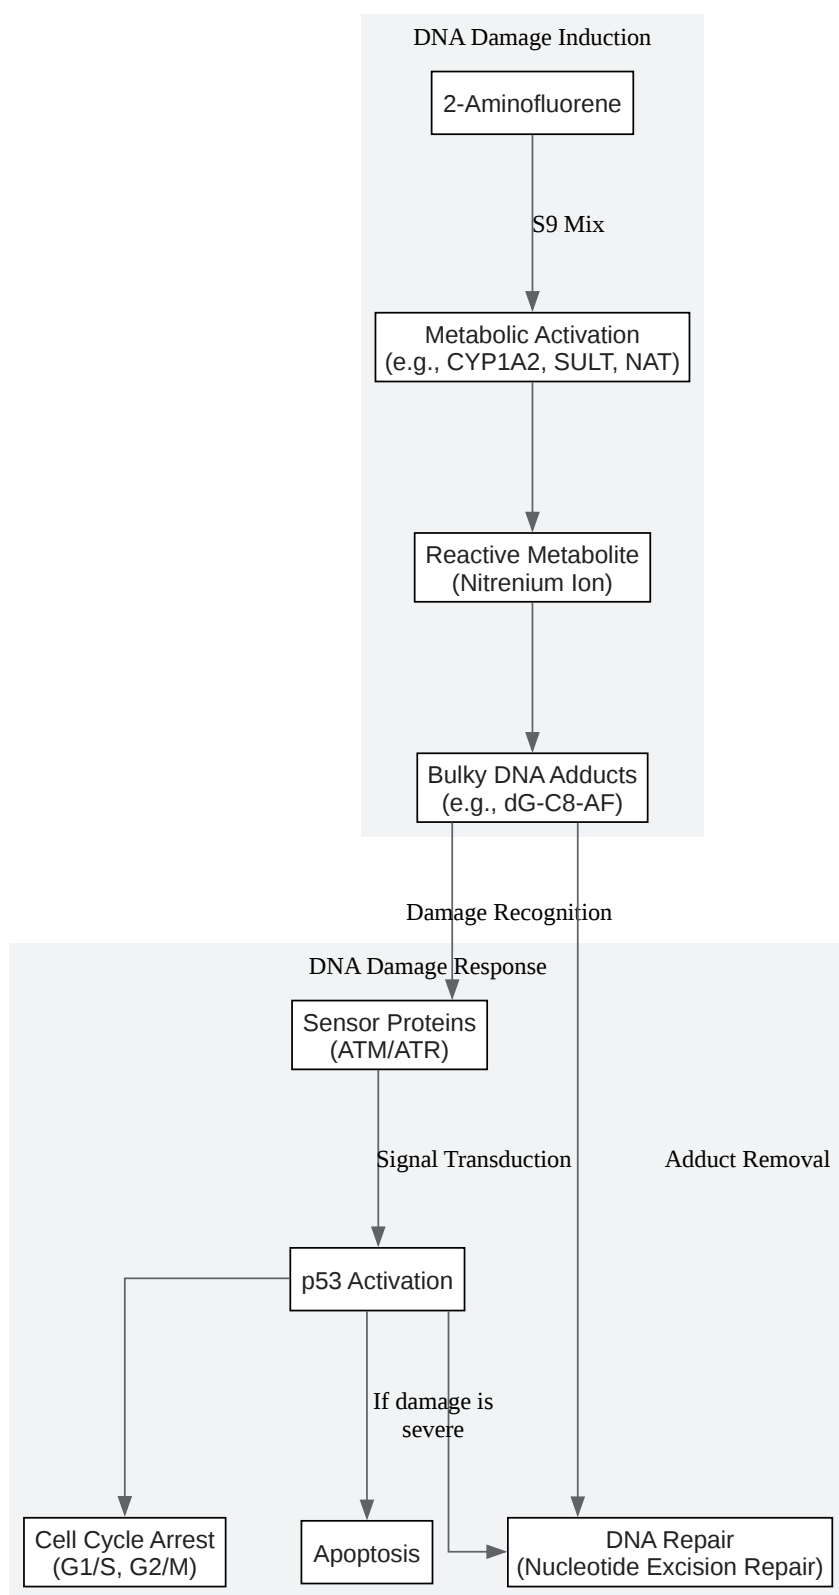 DNA Damage Induction
2-Aminofluorene
S9 Mix
Metabolic Activation
(e.g., CYP1A2, SULT, NAT)
Reactive Metabolite
(Nitrenium Ion)
Bulky DNA Adducts
(e.g., dG-C8-AF)
Damage Recognition
DNA Damage Response
Sensor Proteins
(ATM/ATR)
Signal Transduction
Adduct Removal
p53 Activation
If damage is
severe
Cell Cycle Arrest
(G1/S, G2/M)
Apoptosis
DNA Repair
(Nucleotide Excision Repair)